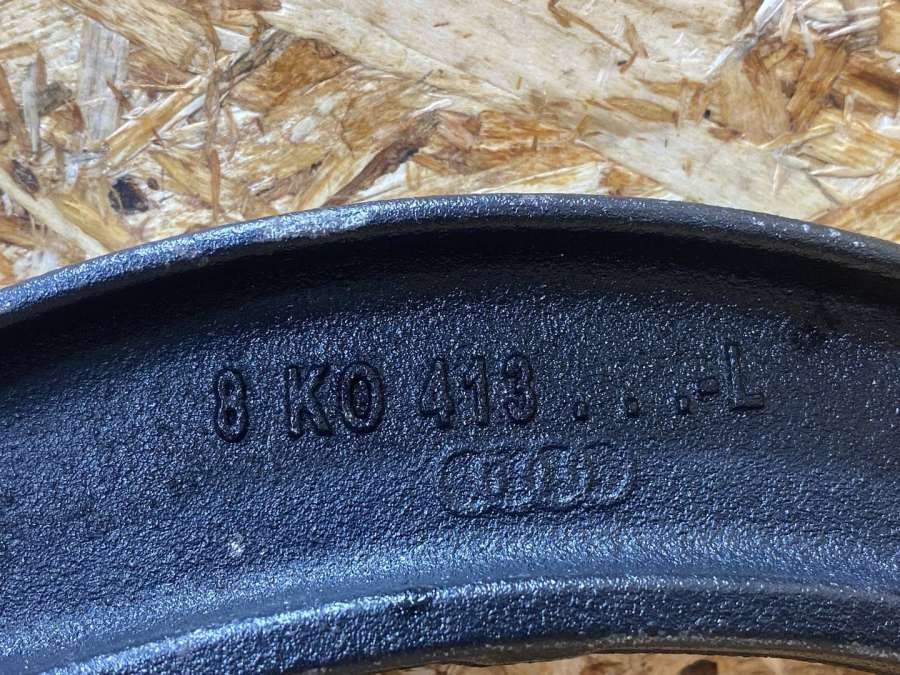 8 K0 413 . . .-L